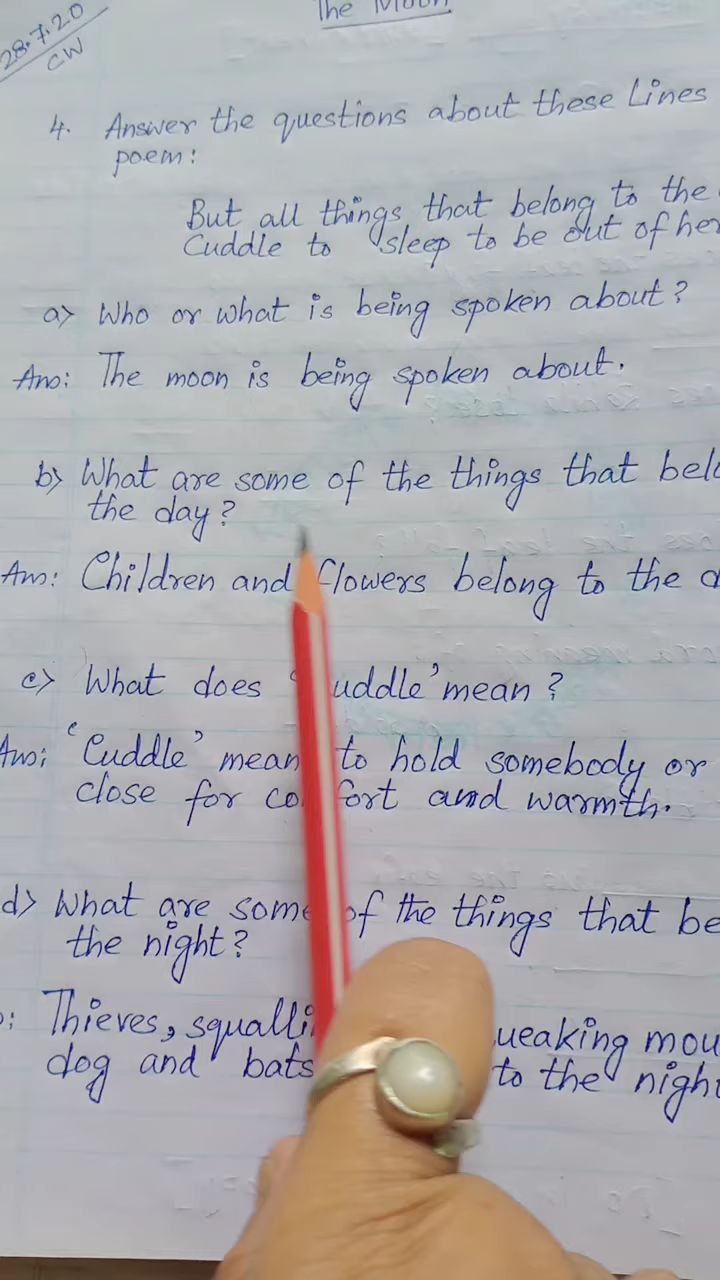 The Moon
28.7.20
CW
4. Answer the questions about these Lines
poem:
But all things that belong to the
Cuddle to sleep to be out of her
a) Who or what is being spoken about?
Ans: The moon is being spoken about.
b) What are some of the things that
the day?
Ans: Children and flowers belong to the
c) What does uddle' mean?
Ans: 'Cuddle' mean to hold somebody or
close for and warmth.
d) What are some of the things that be
the night?
: Thieves, squalli ueaking mou
dog and bats to the nigh